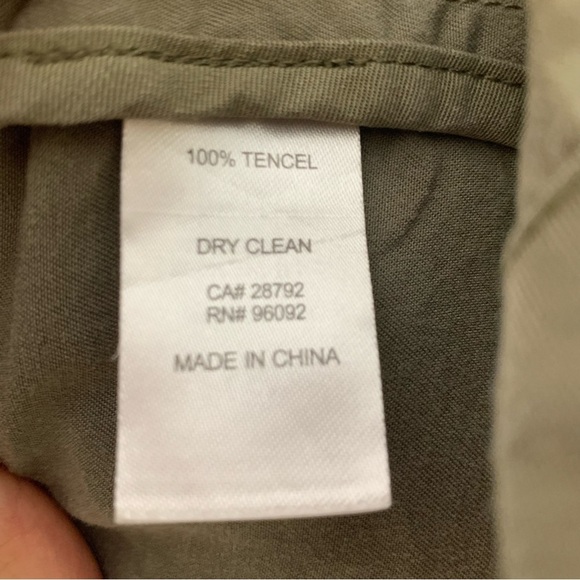 100% TENCEL
DRY CLEAN
CA# 28792
RN# 96092
MADE IN CHINA